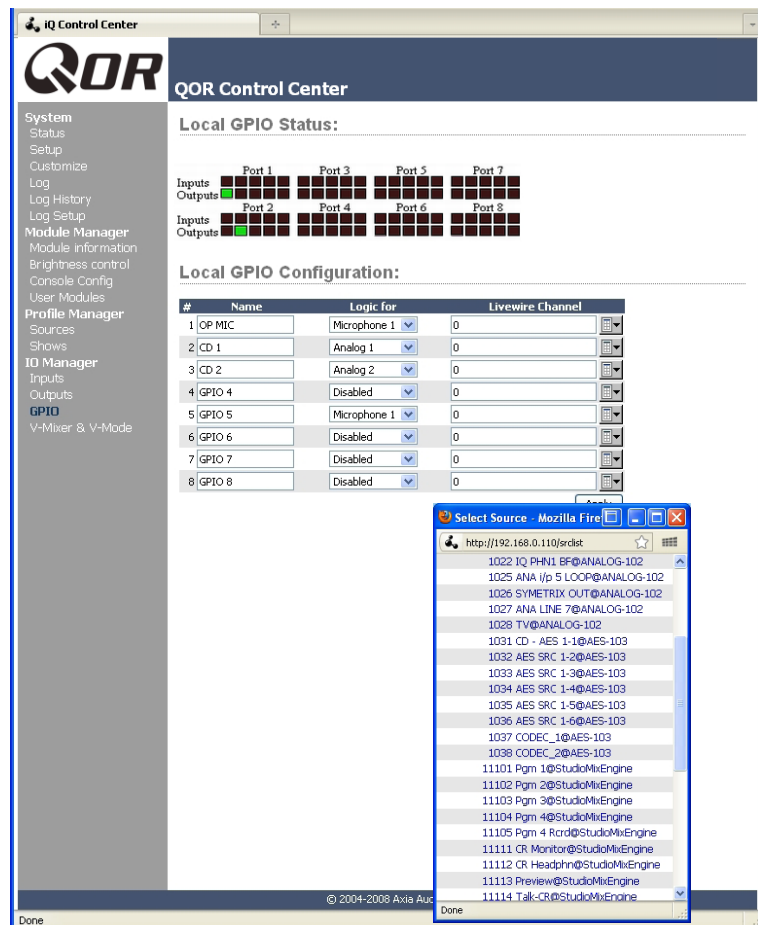 iQ Control Center
QOR
QOR Control Center
System
Status
Setup
Customize
Log
Log History
Log Setup
Module Manager
Module information
Brightness control
Console Config
User Modules
Profile Manager
Sources
Shows
IO Manager
Inputs
Outputs
GPIO
V-Mixer & V-Mode
Local GPIO Status:
Port 1 Port 3 Port 5 Port 7
Inputs
Outputs
Port 2 Port 4 Port 6 Port 8
Inputs
Outputs
Local GPIO Configuration:
# Name Logic for Livewire Channel
1 OP MIC Microphone 1 0
2 CD 1 Analog 1 0
3 CD 2 Analog 2 0
4 GPIO 4 Disabled 0
5 GPIO 5 Microphone 1 0
6 GPIO 6 Disabled 0
7 GPIO 7 Disabled 0
8 GPIO 8 Disabled 0
Select Source - Mozilla Fire
http://192.168.0.110/srclist
1022 IQ PHN1 BF@ANALOG-102
1025 ANA i/p 5 LOOP@ANALOG-102
1026 SYMETRIX OUT@ANALOG-102
1027 ANA LINE 7@ANALOG-102
1028 TV@ANALOG-102
1031 CD - AES 1-1@AES-103
1032 AES SRC 1-2@AES-103
1033 AES SRC 1-3@AES-103
1034 AES SRC 1-4@AES-103
1035 AES SRC 1-5@AES-103
1036 AES SRC 1-6@AES-103
1037 CODEC_1@AES-103
1038 CODEC_2@AES-103
11101 Pgm 1@StudioMixEngine
11102 Pgm 2@StudioMixEngine
11103 Pgm 3@StudioMixEngine
11104 Pgm 4@StudioMixEngine
11105 Pgm 4 Rcrd@StudioMixEngine
11111 CR Monitor@StudioMixEngine
11112 CR Headphn@StudioMixEngine
11113 Preview@StudioMixEngine
11114 Talk-CR@StudioMixEngine
Done
© 2004-2008 Axia Auc
Done